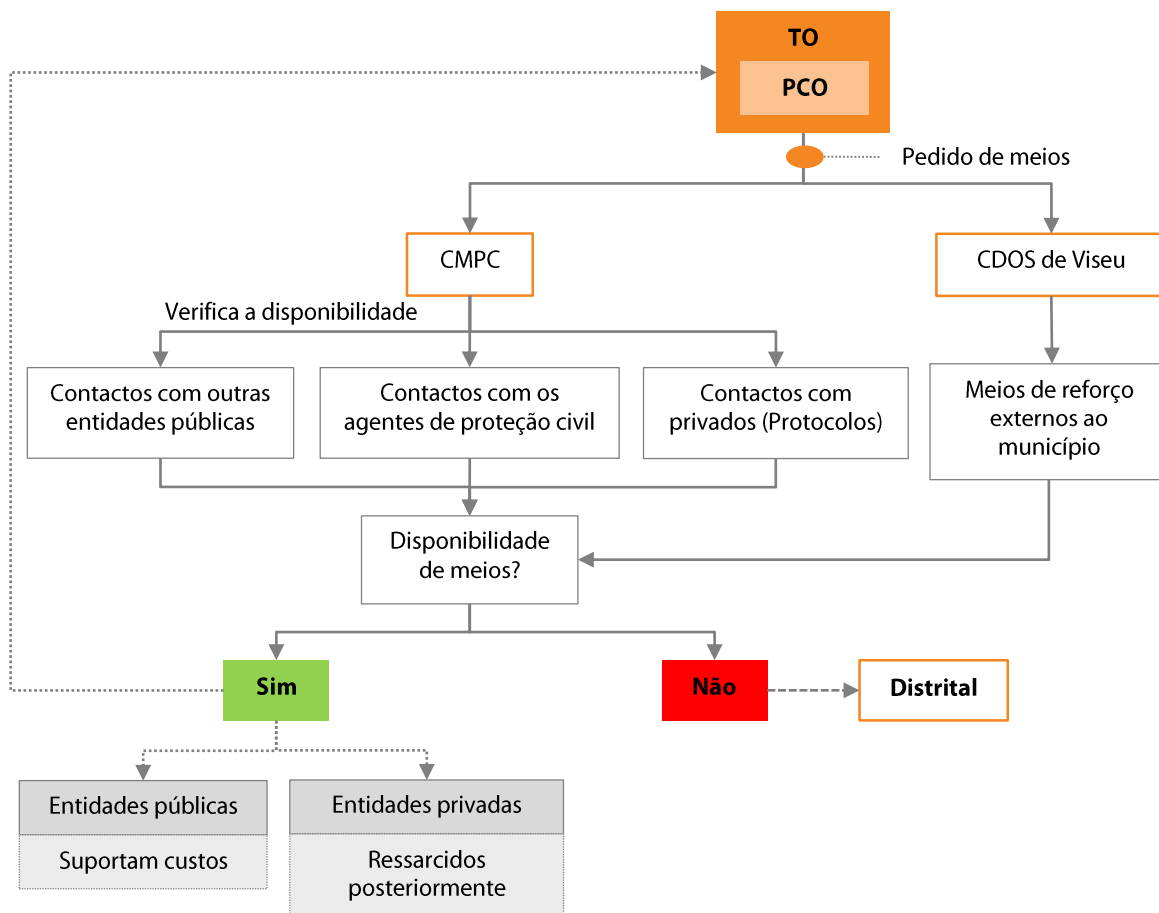 TO
PCO
Pedido de meios
CMPC
CDOS de Viseu
Verifica a disponibilidade
Contactos com outras
entidades públicas
Contactos com os
agentes de proteção civil
Contactos com
privados (Protocolos)
Meios de reforço
externos ao
município
Disponibilidade
de meios?
Sim
Não
Distrital
Entidades públicas
Suportam custos
Entidades privadas
Ressarcidos
posteriormente